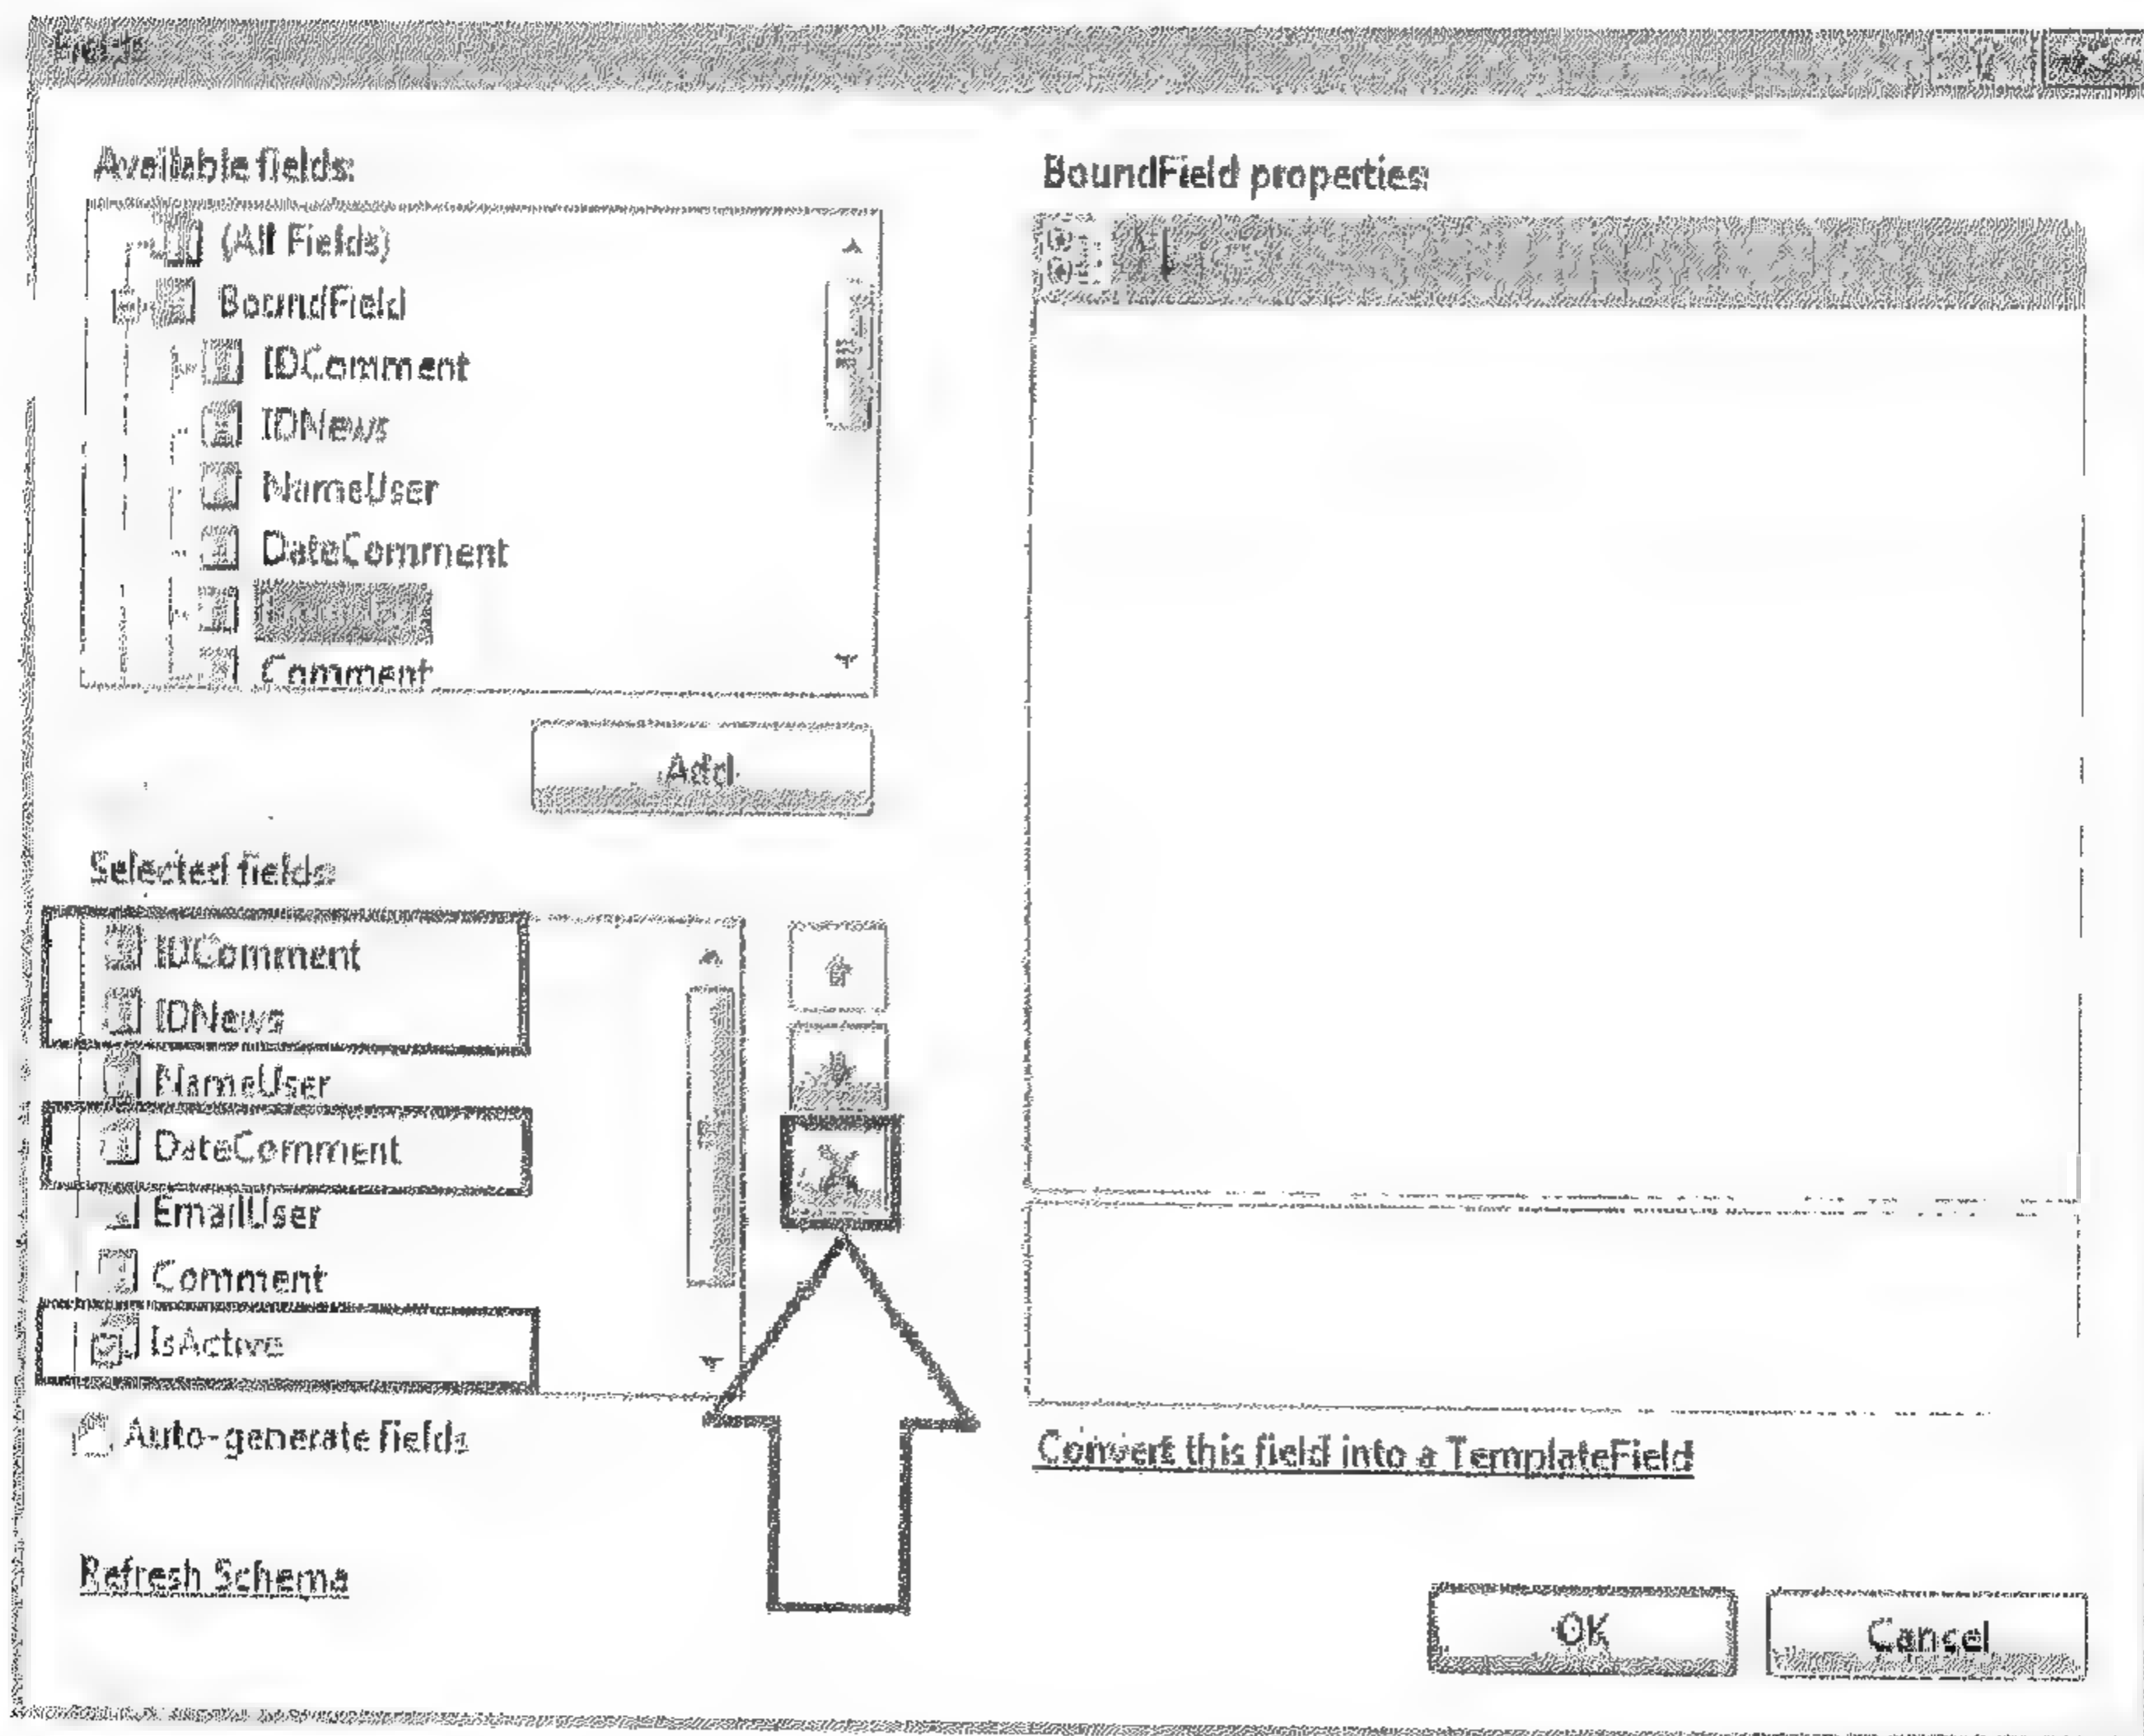 Fields
Available fields:
(All Fields)
BoundField
IDComment
IDNews
NameUser
DateComment
Comment
Add
Selected fields:
IDComment
IDNews
NameUser
DateComment
EmailUser
Comment
IsActive
Auto-generate fields
Refresh Schema
BoundField properties:
Convert this field into a TemplateField
OK
Cancel